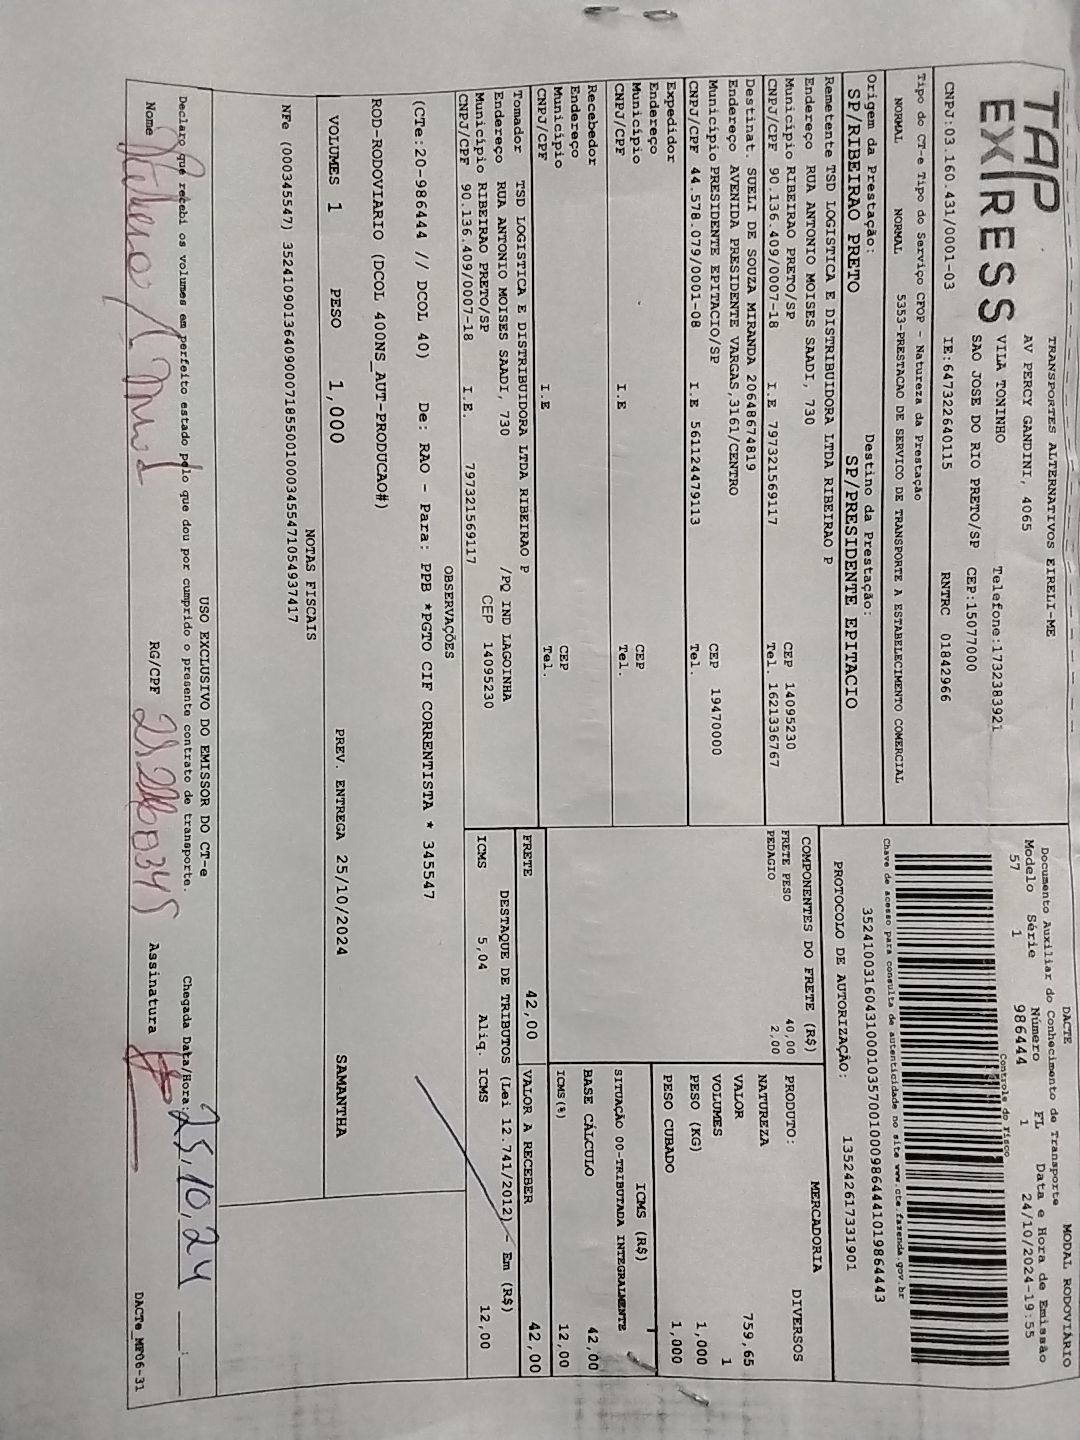 TAP EXPRESS
TRANSPORTES ALTERNATIVOS EIRELI-ME
AV PERCY GANDINI, 4065
VILA TONINHO Telefone:1732383921
SAO JOSE DO RIO PRETO/SP CEP:15077000
CNPJ:03.160.431/0001-03 IE:647322640115 RNTRC 01842966
DACTE MODAL RODOVIÁRIO
Documento Auxiliar do Conhecimento de Transporte
Modelo Série Número FL Data e Hora de Emissão
57 1 986444 1 24/10/2024-19:55
Controle do Fisco
Tipo do CT-e Tipo do Serviço CFOP - Natureza da Prestação
NORMAL NORMAL 5353-PRESTACAO DE SERVICO DE TRANSPORTE A ESTABELECIMENTO COMERCIAL
Chave de acesso para consulta de autenticidade no site www.cte.fazenda.gov.br
35241003160431000103570010009864441019864443
PROTOCOLO DE AUTORIZAÇÃO: 135242617331901
Origem da Prestação: Destino da Prestação:
SP/RIBEIRAO PRETO SP/PRESIDENTE EPITACIO
Remetente TSD LOGISTICA E DISTRIBUIDORA LTDA RIBEIRAO P
Endereço RUA ANTONIO MOISES SAADI, 730
Município RIBEIRAO PRETO/SP CEP 14095230
CNPJ/CPF 90.136.409/0007-18 I.E 797321569117 Tel. 1621336767
Destinat. SUELI DE SOUZA MIRANDA 20648674819
Endereço AVENIDA PRESIDENTE VARGAS,3161/CENTRO
Município PRESIDENTE EPITACIO/SP CEP 19470000
CNPJ/CPF 44.578.079/0001-08 I.E 561124479113 Tel.
Expedidor
Endereço
Município CEP
CNPJ/CPF I.E Tel.
Recebedor
Endereço
Município CEP
CNPJ/CPF I.E Tel.
Tomador TSD LOGISTICA E DISTRIBUIDORA LTDA RIBEIRAO P
Endereço RUA ANTONIO MOISES SAADI, 730 /PQ IND LAGOINHA
Município RIBEIRAO PRETO/SP CEP 14095230
CNPJ/CPF 90.136.409/0007-18 I.E. 797321569117
COMPONENTES DO FRETE (R$)
FRETE PESO 40,00
PEDAGIO 2,00
MERCADORIA
PRODUTO: DIVERSOS
NATUREZA
VALOR 759,65
VOLUMES 1
PESO (KG) 1,000
PESO CUBADO 1,000
ICMS (R$)
SITUAÇÃO 00-TRIBUTADA INTEGRALMENTE
BASE CÁLCULO 42,00
ICMS(%) 12,00
FRETE 42,00 VALOR A RECEBER 42,00
DESTAQUE DE TRIBUTOS (Lei 12.741/2012) - Em (R$)
ICMS 5,04 Aliq. ICMS 12,00
OBSERVAÇÕES
(CTe:20-986444 // DCOL 40) De: RAO - Para: PPB *PGTO CIF CORRENTISTA * 345547
ROD-RODOVIARIO (DCOL 400NS_AUT-PRODUCAO#)
VOLUMES 1 PESO 1,000 PREV. ENTREGA 25/10/2024 SAMANTHA
NOTAS FISCAIS
NFe (000345547) 35241090136409000718550010003455471054937417
USO EXCLUSIVO DO EMISSOR DO CT-e
Declaro que recebi os volumes em perfeito estado pelo que dou por cumprido o presente contrato de transporte. Chegada Data/Hora: 25,10,24 __:__
Nome RG/CPF Assinatura
DACTe_MP06-31